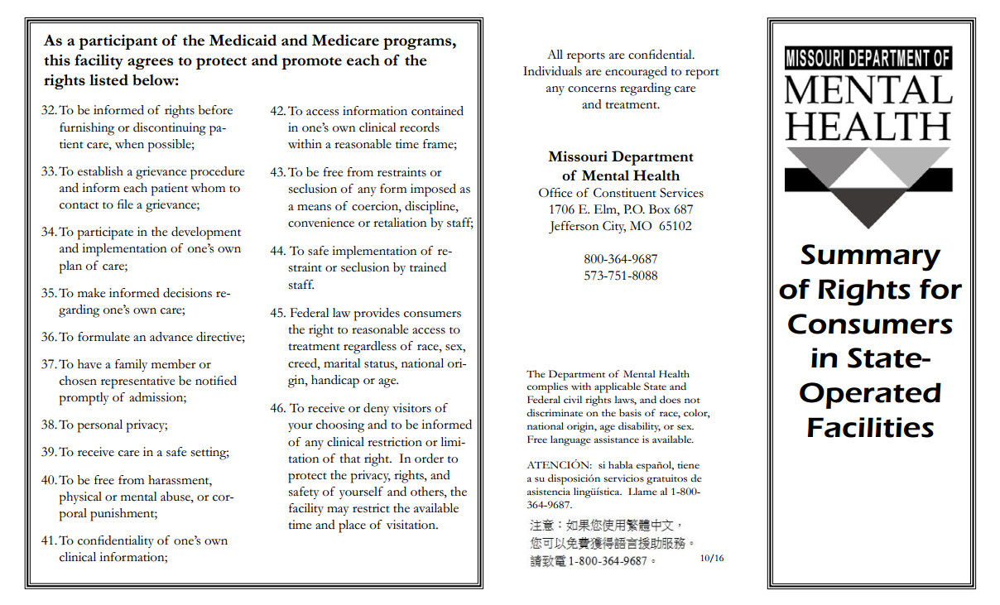 As a participant of the Medicaid and Medicare programs,
this facility agrees to protect and promote each of the
rights listed below:
32. To be informed of rights before
furnishing or discontinuing pa-
tient care, when possible;
33. To establish a grievance procedure
and inform each patient whom to
contact to file a grievance;
34. To participate in the development
and implementation of one's own
plan of care;
35. To make informed decisions re-
garding one's own care;
36. To formulate an advance directive;
37. To have a family member or
chosen representative be notified
promptly of admission;
38. To personal privacy;
39. To receive care in a safe setting;
40. To be free from harassment,
physical or mental abuse, or cor-
poral punishment;
41. To confidentiality of one's own
clinical information;
42. To access information contained
in one's own clinical records
within a reasonable time frame;
43. To be free from restraints or
seclusion of any form imposed as
a means of coercion, discipline,
convenience or retaliation by staff;
44. To safe implementation of re-
straint or seclusion by trained
staff.
45. Federal law provides consumers
the right to reasonable access to
treatment regardless of race, sex,
creed, marital status, national ori-
gin, handicap or age.
46. To receive or deny visitors of
your choosing and to be informed
of any clinical restriction or limi-
tation of that right. In order to
protect the privacy, rights, and
safety of yourself and others, the
facility may restrict the available
time and place of visitation.
All reports are confidential.
Individuals are encouraged to report
any concerns regarding care
and treatment.
Missouri Department
of Mental Health
Office of Constituent Services
1706 E. Elm, P.O. Box 687
Jefferson City, MO 65102
800-364-9687
573-751-8088
The Department of Mental Health
complies with applicable State and
Federal civil rights laws, and does not
discriminate on the basis of race, color,
national origin, age disability, or sex.
Free language assistance is available.
ATENCIÓN: si habla español, tiene
a su disposición servicios gratuitos de
asistencia lingüística. Llame al 1-800-
364-9687.
注意：如果您使用繁體中文，
您可以免費獲得語言援助服務。
請致電 1-800-364-9687。
10/16
MISSOURI DEPARTMENT OF
MENTAL
HEALTH
Summary
of Rights for
Consumers
in State-
Operated
Facilities